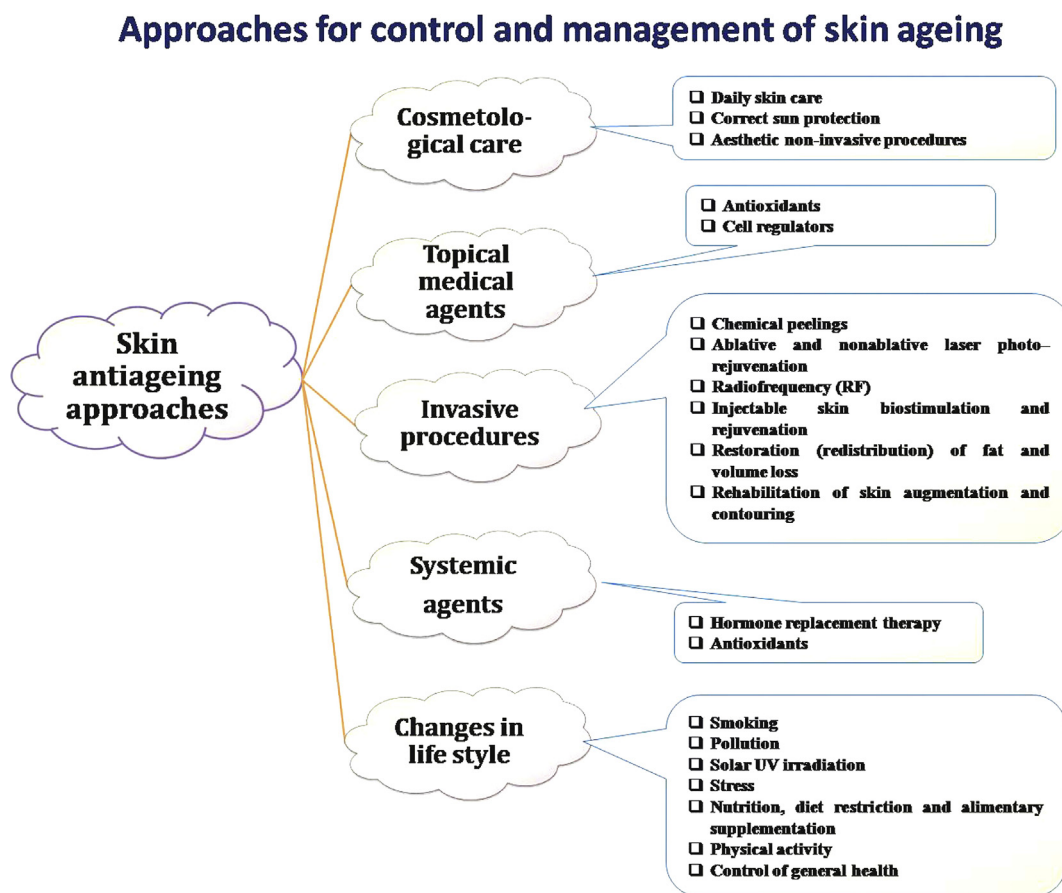 Approaches for control and management of skin ageing
Skin
antiageing
approaches
Cosmetolo-
gical care
❑ Daily skin care
❑ Correct sun protection
❑ Aesthetic non-invasive procedures
Topical
medical
agents
❑ Antioxidants
❑ Cell regulators
Invasive
procedures
❑ Chemical peelings
❑ Ablative and nonablative laser photo–
rejuvenation
❑ Radiofrequency (RF)
❑ Injectable skin biostimulation and
rejuvenation
❑ Restoration (redistribution) of fat and
volume loss
❑ Rehabilitation of skin augmentation and
contouring
Systemic
agents
❑ Hormone replacement therapy
❑ Antioxidants
Changes in
life style
❑ Smoking
❑ Pollution
❑ Solar UV irradiation
❑ Stress
❑ Nutrition, diet restriction and alimentary
supplementation
❑ Physical activity
❑ Control of general health